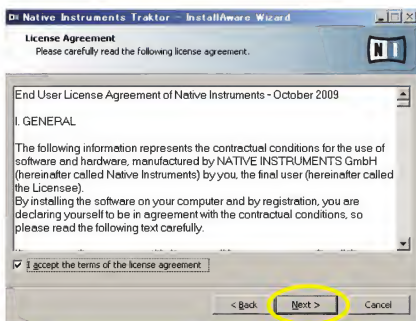 Native Instruments Traktor - InstallAware Wizard
License Agreement
Please carefully read the following license agreement.
NI
End User License Agreement of Native Instruments - October 2009
I. GENERAL
The following information represents the contractual conditions for the use of
software and hardware, manufactured by NATIVE INSTRUMENTS GmbH
(hereinafter called Native Instruments) by you, the final user (hereinafter called
the Licensee).
By installing the software on your computer and by registration, you are
declaring yourself to be in agreement with the contractual conditions, so
please read the following text carefully.
I accept the terms of the license agreement
< Back Next > Cancel